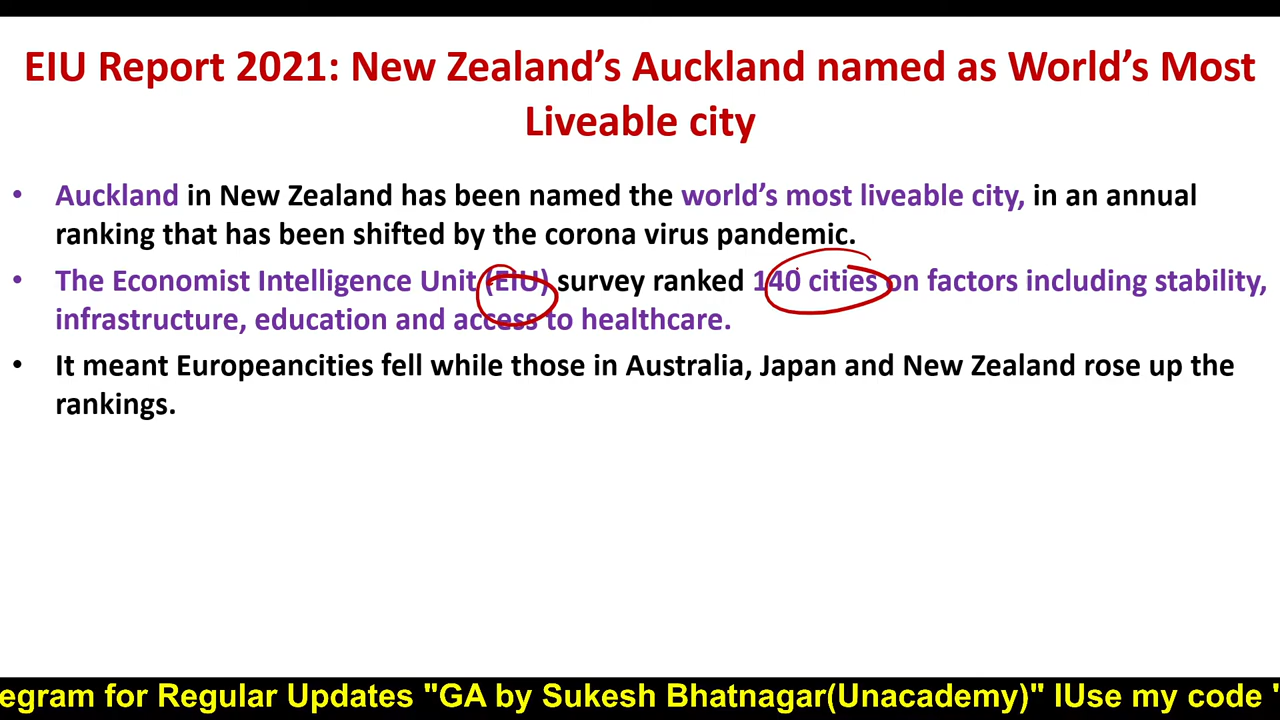 EIU Report 2021: New Zealand’s Auckland named as World’s Most
Liveable city
• Auckland in New Zealand has been named the world’s most liveable city, in an annual
ranking that has been shifted by the corona virus pandemic.
• The Economist Intelligence Unit (EIU) survey ranked 140 cities on factors including stability,
infrastructure, education and access to healthcare.
• It meant Europeancities fell while those in Australia, Japan and New Zealand rose up the
rankings.
egram for Regular Updates "GA by Sukesh Bhatnagar(Unacademy)" IUse my code "